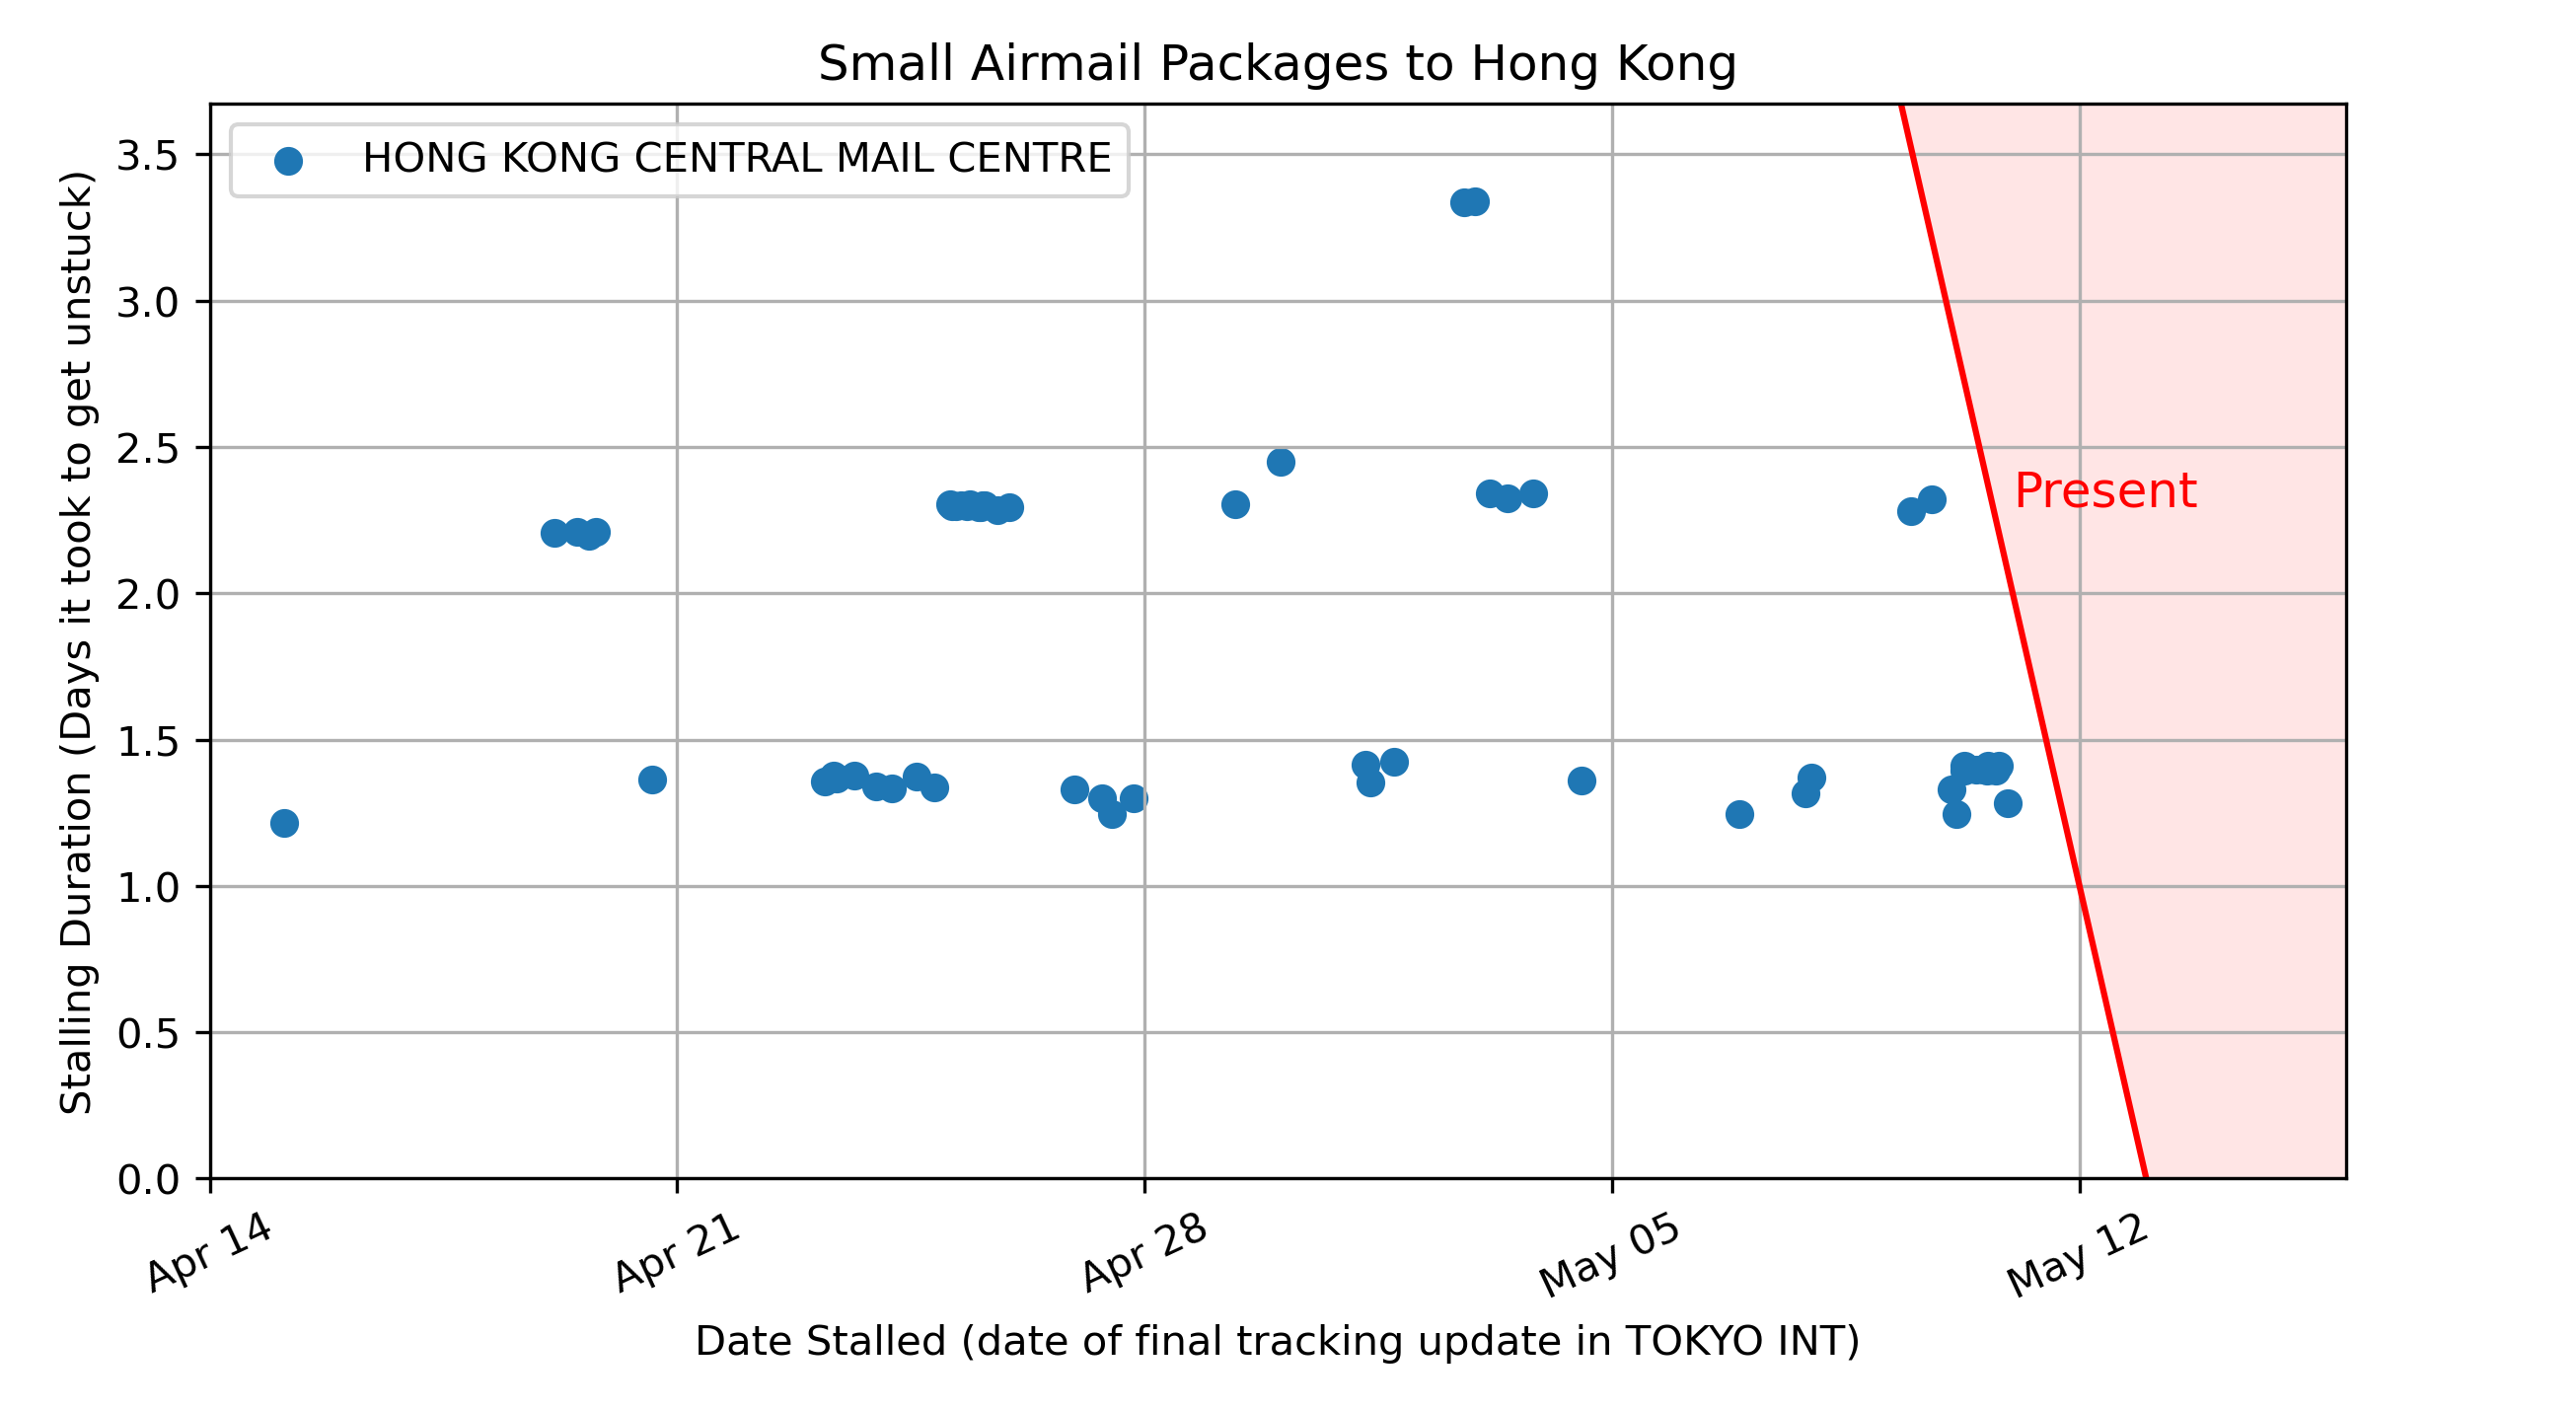 Small Airmail Packages to Hong Kong
HONG KONG CENTRAL MAIL CENTRE
Stalling Duration (Days it took to get unstuck)
3.5
3.0
2.5
2.0
1.5
1.0
0.5
0.0
Present
Apr 14
Apr 21
Apr 28
May 05
May 12
Date Stalled (date of final tracking update in TOKYO INT)